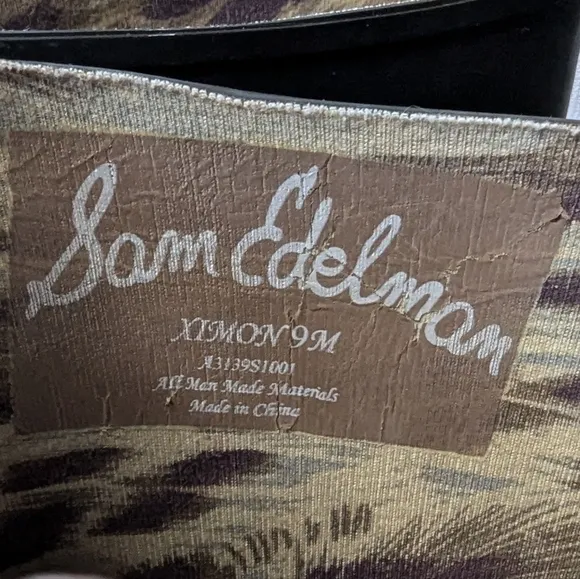 Sam Edelman
XIMON 9M
A3139S1001
All Man Made Materials
Made in China